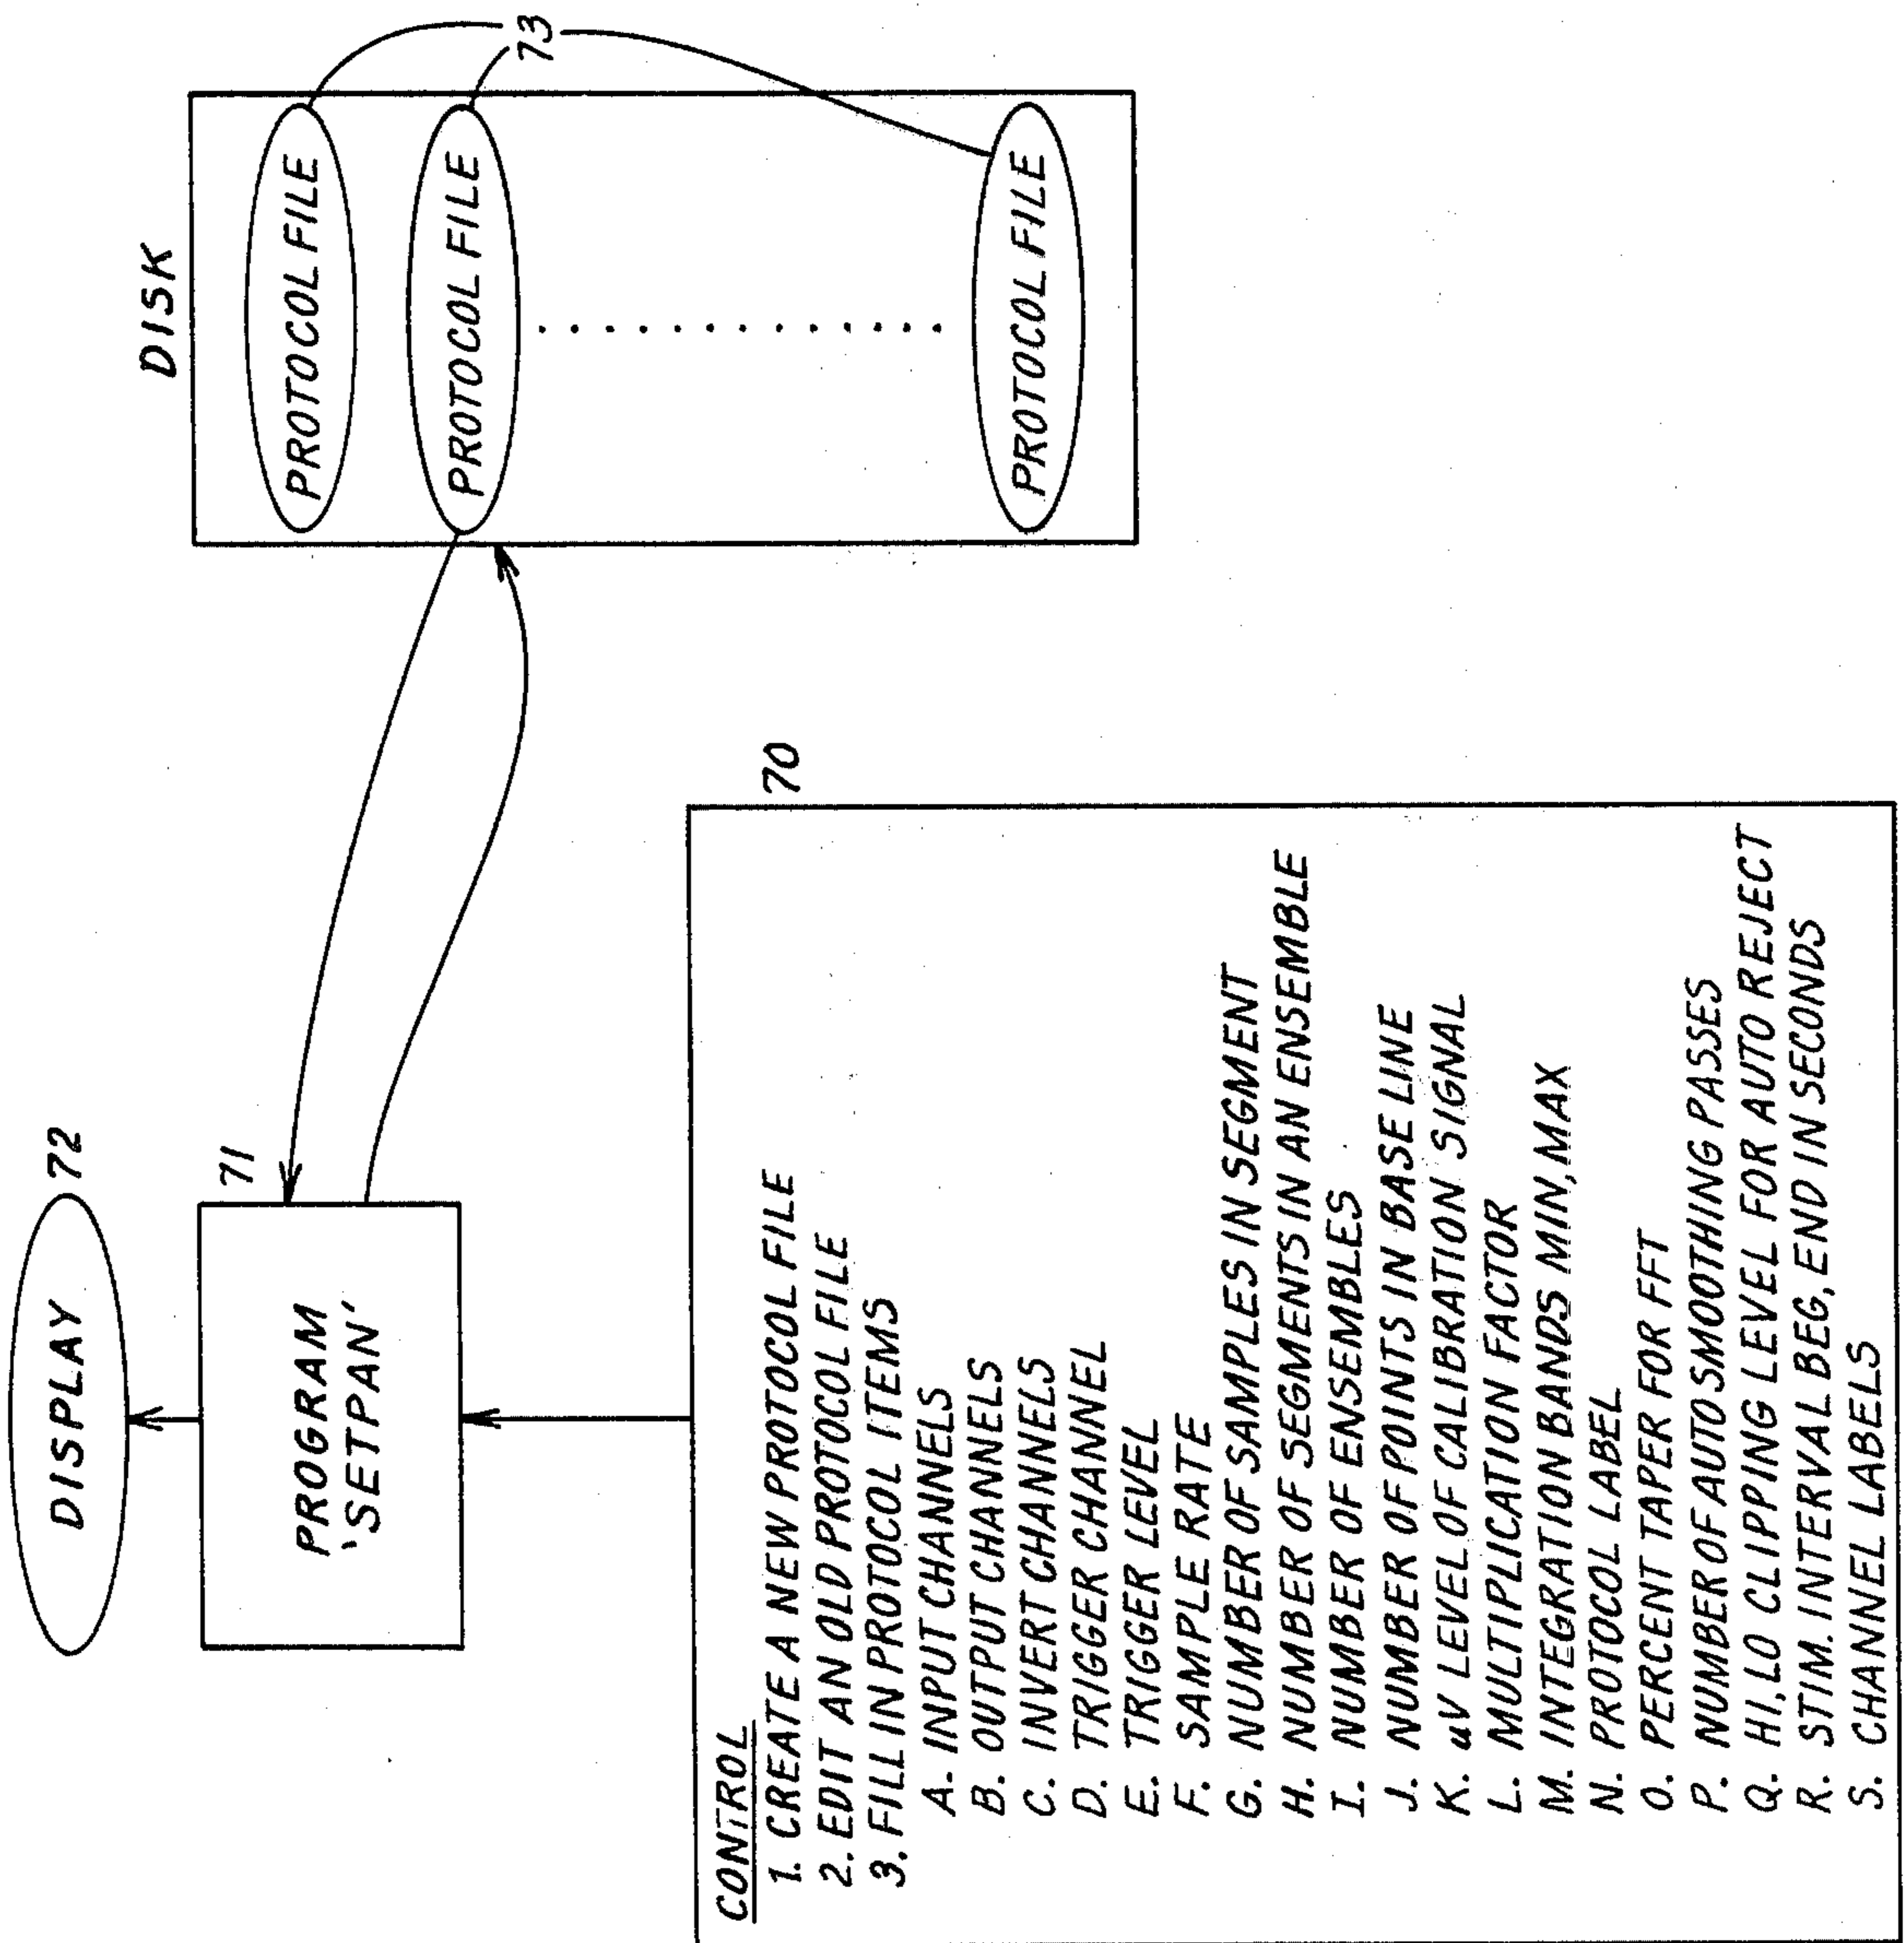 DISPLAY 72
PROGRAM
'SETPAN'
71
DISK
PROTOCOL FILE
PROTOCOL FILE
PROTOCOL FILE
73
70
CONTROL
1. CREATE A NEW PROTOCOL FILE
2. EDIT AN OLD PROTOCOL FILE
3. FILL IN PROTOCOL ITEMS
A. INPUT CHANNELS
B. OUTPUT CHANNELS
C. INVERT CHANNELS
D. TRIGGER CHANNEL
E. TRIGGER LEVEL
F. SAMPLE RATE
G. NUMBER OF SAMPLES IN SEGMENT
H. NUMBER OF SEGMENTS IN AN ENSEMBLE
I. NUMBER OF ENSEMBLES
J. NUMBER OF POINTS IN BASE LINE
K. uV LEVEL OF CALIBRATION SIGNAL
L. MULTIPLICATION FACTOR
M. INTEGRATION BANDS MIN, MAX
N. PROTOCOL LABEL
O. PERCENT TAPER FOR FFT
P. NUMBER OF AUTO SMOOTHING PASSES
Q. HI, LO CLIPPING LEVEL FOR AUTO REJECT
R. STIM. INTERVAL BEG, END IN SECONDS
S. CHANNEL LABELS